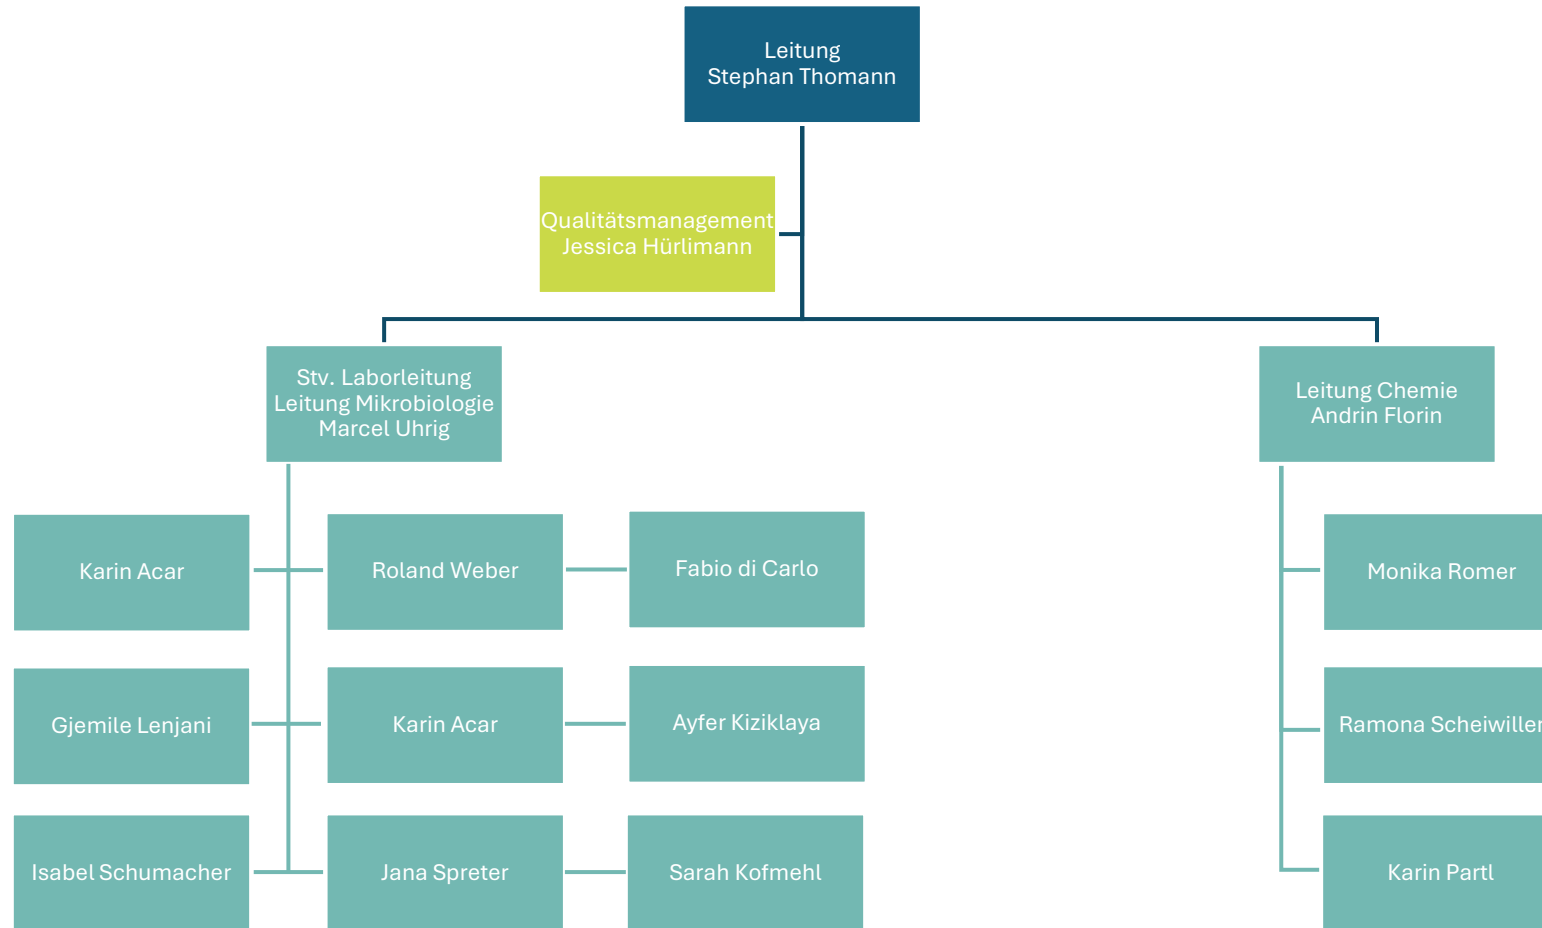 Leitung
Stephan Thomann
Qualitätsmanagement
Jessica Hürlimann
Stv. Laborleitung
Leitung Mikrobiologie
Marcel Uhrig
Leitung Chemie
Andrin Florin
Karin Acar
Roland Weber
Fabio di Carlo
Monika Romer
Gjemile Lenjani
Karin Acar
Ayfer Kiziklaya
Ramona Scheiwiller
Isabel Schumacher
Jana Spreter
Sarah Kofmehl
Karin Partl